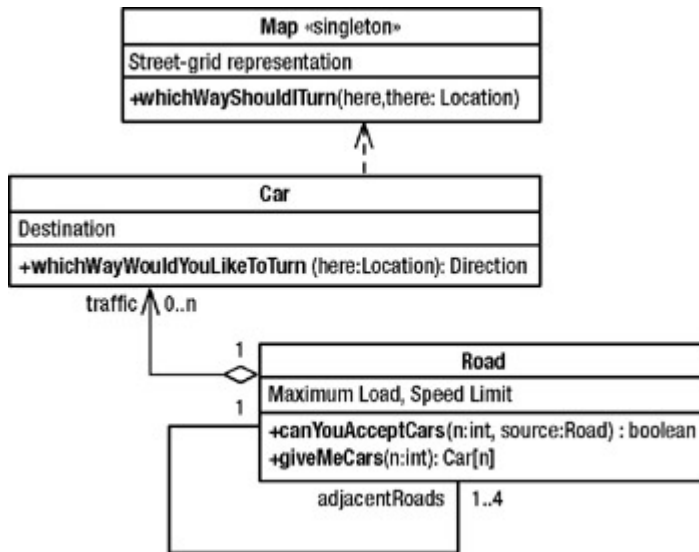 Map «singleton»
Street-grid representation
+whichWayShouldITurn(here,there: Location)
Car
Destination
+whichWayWouldYouLikeToTurn (here:Location): Direction
traffic 0..n
1
Road
Maximum Load, Speed Limit
1
+canYouAcceptCars(n:int, source:Road) : boolean
+giveMeCars(n:int): Car[n]
adjacentRoads 1..4